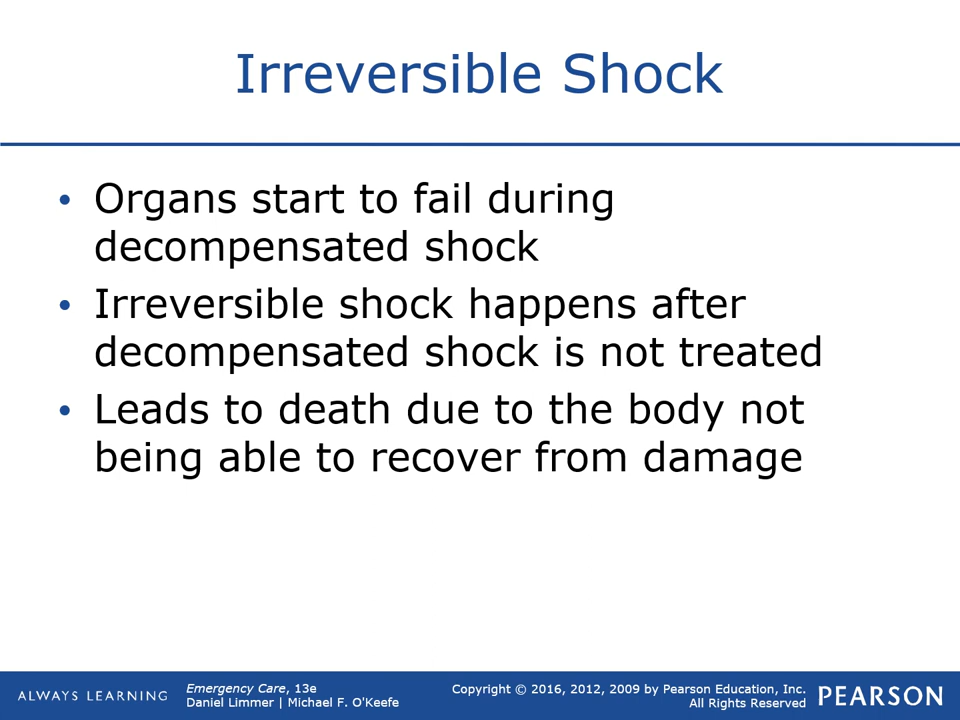 Irreversible Shock
• Organs start to fail during
decompensated shock
• Irreversible shock happens after
decompensated shock is not treated
• Leads to death due to the body not
being able to recover from damage
ALWAYS LEARNING
Emergency Care, 13e
Daniel Limmer | Michael F. O'Keefe
Copyright © 2016, 2012, 2009 by Pearson Education, Inc.
All Rights Reserved
PEARSON